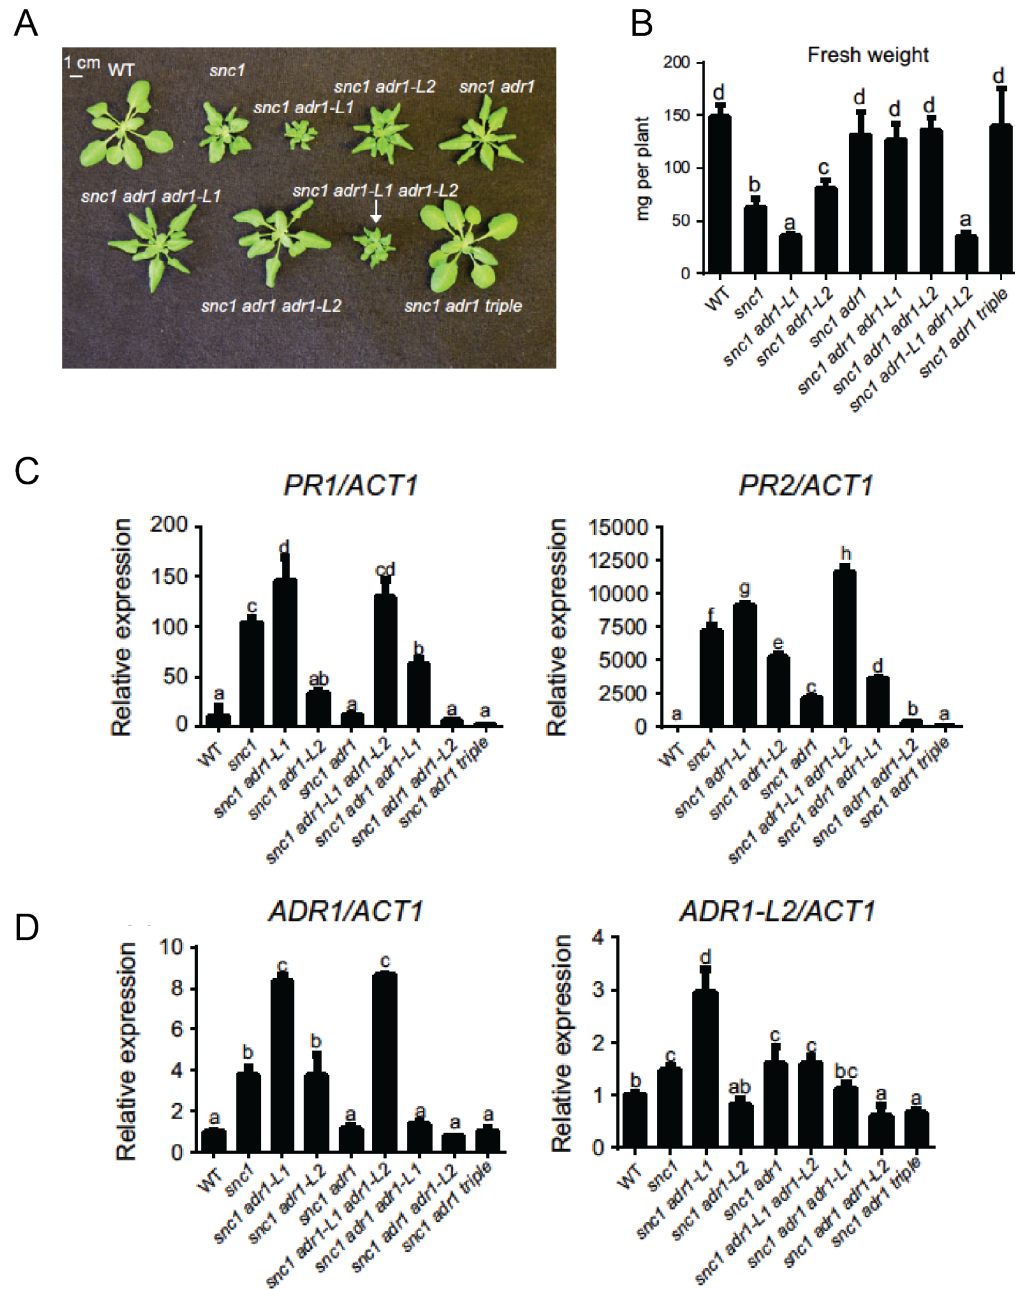 A
1 cm
WT
snc1
snc1 adr1-L1
snc1 adr1-L2
snc1 adr1
snc1 adr1 adr1-L1
snc1 adr1-L1 adr1-L2
snc1 adr1 adr1-L2
snc1 adr1 triple
B
Fresh weight
mg per plant
200
150
100
50
0
d
b
a
c
d
d
d
a
d
WT
snc1
snc1 adr1-L1
snc1 adr1-L2
snc1 adr1
snc1 adr1 adr1-L1
snc1 adr1 adr1-L2
snc1 adr1-L1 adr1-L2
snc1 adr1 triple
C
PR1/ACT1
Relative expression
200
150
100
50
0
a
c
d
ab
a
cd
b
a
a
WT
snc1
snc1 adr1-L1
snc1 adr1-L2
snc1 adr1
snc1 adr1-L1 adr1-L2
snc1 adr1 adr1-L1
snc1 adr1 adr1-L2
snc1 adr1 triple
PR2/ACT1
Relative expression
15000
12500
10000
7500
5000
2500
0
a
f
g
e
c
h
d
b
a
WT
snc1
snc1 adr1-L1
snc1 adr1-L2
snc1 adr1
snc1 adr1-L1 adr1-L2
snc1 adr1 adr1-L1
snc1 adr1 adr1-L2
snc1 adr1 triple
D
ADR1/ACT1
Relative expression
10
8
6
4
2
0
a
b
c
b
a
c
a
a
a
WT
snc1
snc1 adr1-L1
snc1 adr1-L2
snc1 adr1
snc1 adr1-L1 adr1-L2
snc1 adr1 adr1-L1
snc1 adr1 adr1-L2
snc1 adr1 triple
ADR1-L2/ACT1
Relative expression
4
3
2
1
0
b
c
d
ab
c
c
bc
a
a
WT
snc1
snc1 adr1-L1
snc1 adr1-L2
snc1 adr1
snc1 adr1-L1 adr1-L2
snc1 adr1 adr1-L1
snc1 adr1 adr1-L2
snc1 adr1 triple